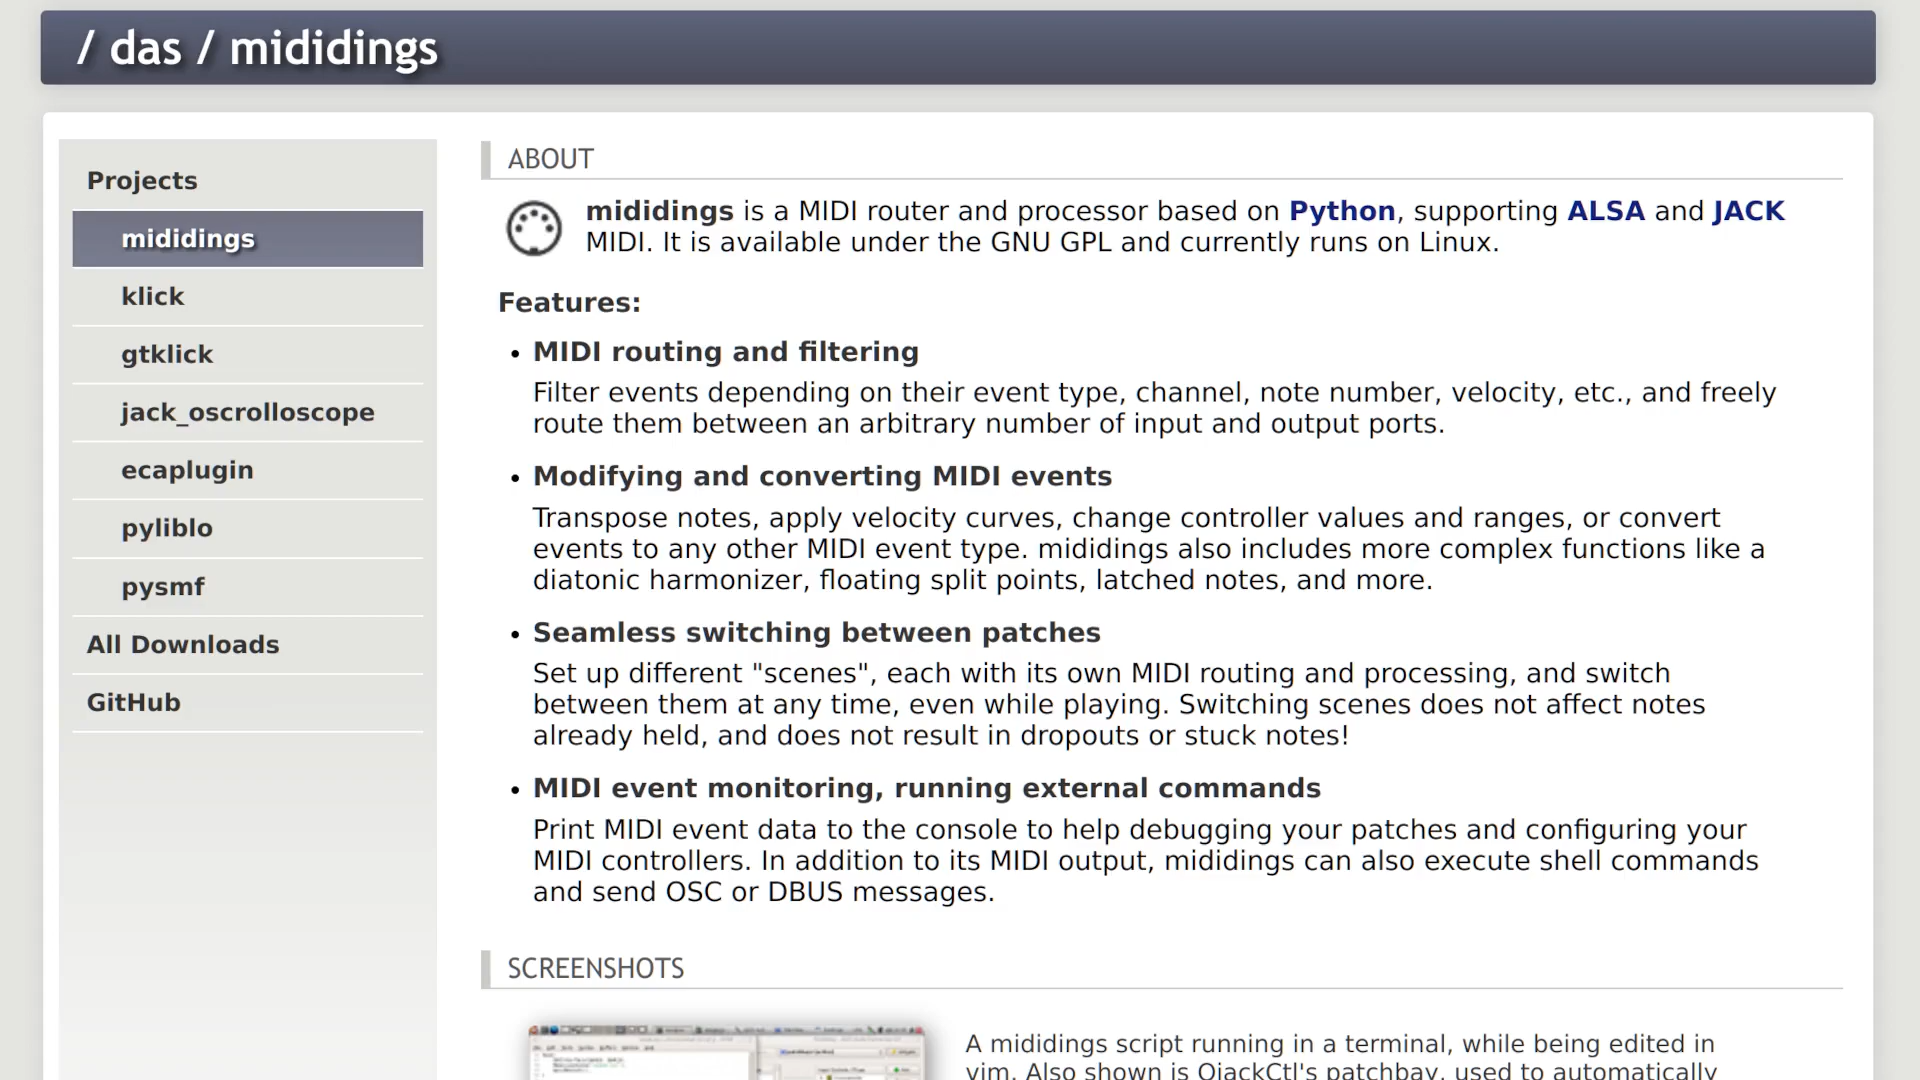 / das / mididings
Projects
mididings
klick
gtklick
jack_oscrolloscope
ecaplugin
pyliblo
pysmf
All Downloads
GitHub
ABOUT
mididings is a MIDI router and processor based on Python, supporting ALSA and JACK
MIDI. It is available under the GNU GPL and currently runs on Linux.
Features:
• MIDI routing and filtering
Filter events depending on their event type, channel, note number, velocity, etc., and freely
route them between an arbitrary number of input and output ports.
• Modifying and converting MIDI events
Transpose notes, apply velocity curves, change controller values and ranges, or convert
events to any other MIDI event type. mididings also includes more complex functions like a
diatonic harmonizer, floating split points, latched notes, and more.
• Seamless switching between patches
Set up different "scenes", each with its own MIDI routing and processing, and switch
between them at any time, even while playing. Switching scenes does not affect notes
already held, and does not result in dropouts or stuck notes!
• MIDI event monitoring, running external commands
Print MIDI event data to the console to help debugging your patches and configuring your
MIDI controllers. In addition to its MIDI output, mididings can also execute shell commands
and send OSC or DBUS messages.
SCREENSHOTS
A mididings script running in a terminal, while being edited in
vim. Also shown is QjackCtl's patchbay, used to automatically